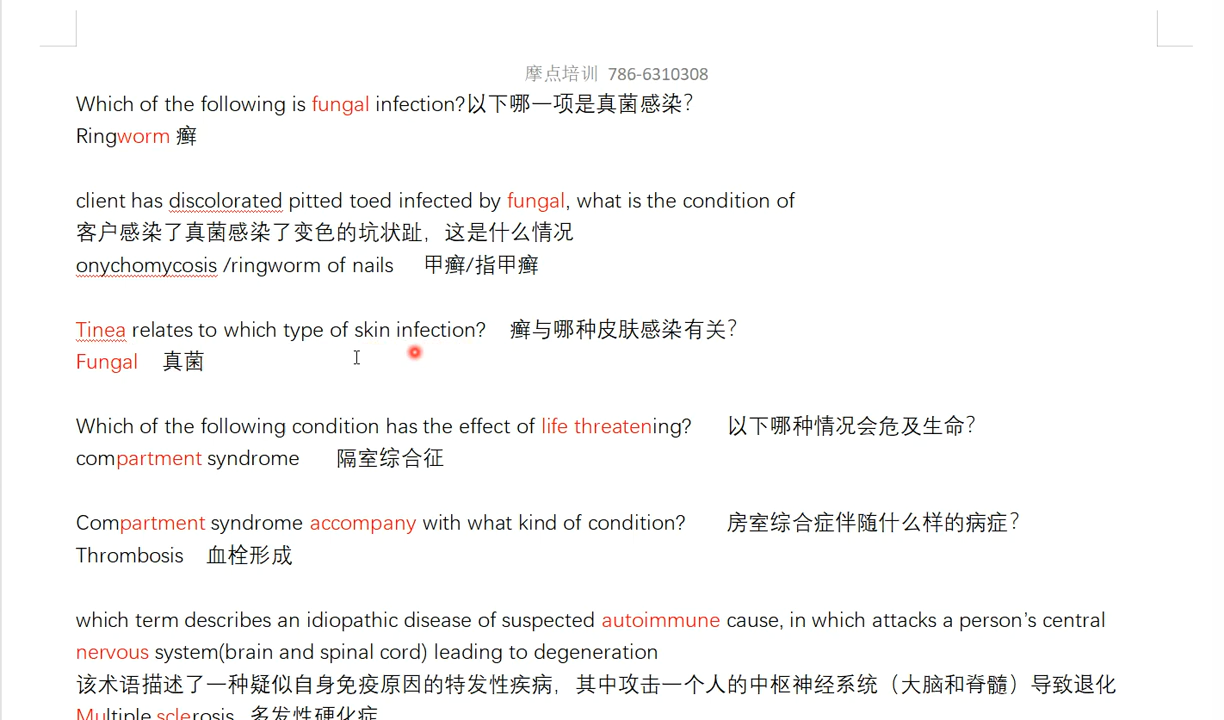 摩点培训 786-6310308
Which of the following is fungal infection?以下哪一项是真菌感染?
Ringworm 癣
client has discolorated pitted toed infected by fungal, what is the condition of
客户感染了真菌感染了变色的坑状趾，这是什么情况
onychomycosis /ringworm of nails 甲癣/指甲癣
Tinea relates to which type of skin infection? 癣与哪种皮肤感染有关?
Fungal 真菌
Which of the following condition has the effect of life threatening? 以下哪种情况会危及生命?
compartment syndrome 隔室综合征
Compartment syndrome accompany with what kind of condition? 房室综合症伴随什么样的病症?
Thrombosis 血栓形成
which term describes an idiopathic disease of suspected autoimmune cause, in which attacks a person's central
nervous system(brain and spinal cord) leading to degeneration
该术语描述了一种疑似自身免疫原因的特发性疾病，其中攻击一个人的中枢神经系统（大脑和脊髓）导致退化
Multiple sclerosis 多发性硬化症